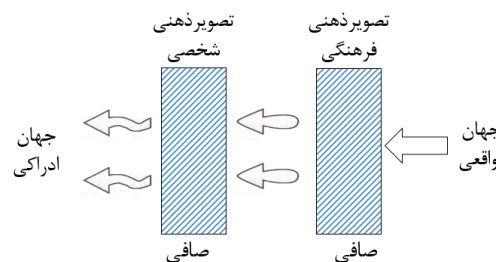 تصویرذهنی
فرهنگی
تصویرذهنی
شخصی
جهان
واقعی
جهان
ادراکی
صافی
صافی